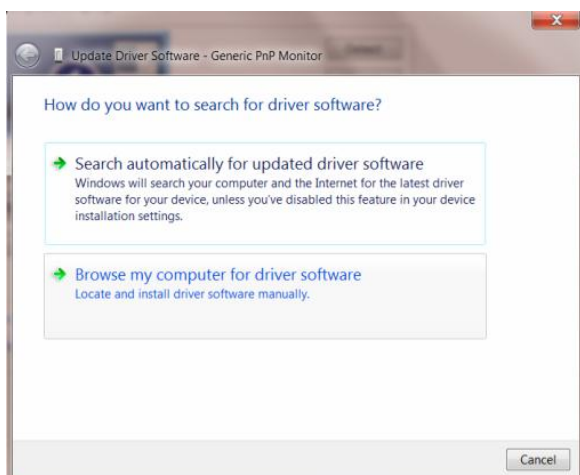 Update Driver Software - Generic PnP Monitor
How do you want to search for driver software?
Search automatically for updated driver software
Windows will search your computer and the Internet for the latest driver
software for your device, unless you've disabled this feature in your device
installation settings.
Browse my computer for driver software
Locate and install driver software manually.
Cancel